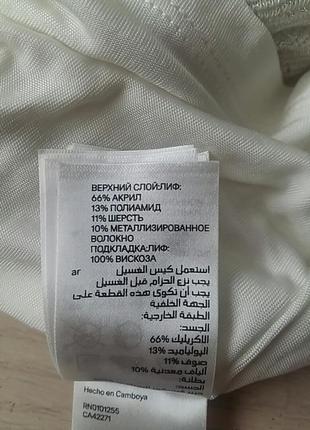 ВЕРХНИЙ СЛОЙ:ЛИФ:
66% АКРИЛ
13% ПОЛИАМИД
11% ШЕРСТЬ
10% МЕТАЛЛИЗИРОВАННОЕ
ВОЛОКНО
ПОДКЛАДКА:ЛИФ:
100% ВИСКОЗА
ar استعمل كيس الغسيل
يجب نزع الحزام قبل الغسيل
يجب أن تكوى هذه القطعة على
الجهة الخلفية
الطبقة الخارجية:
الجسد:
الأكريليك 66%
البولياميد 13%
صوف 11%
ألياف معدنية 10%
بطانة:
Hecho en Camboya
RN0101255
CA42271